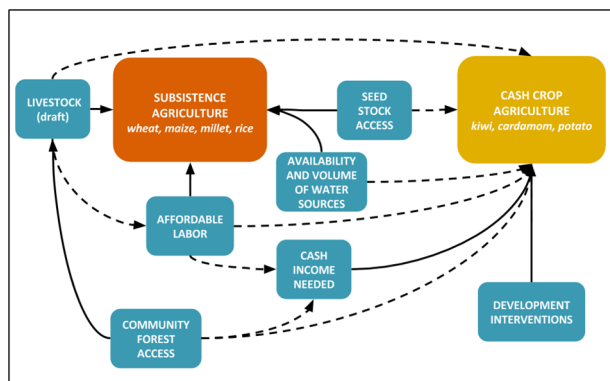 LIVESTOCK
(draft)
SUBSISTENCE
AGRICULTURE
wheat, maize, millet, rice
SEED
STOCK
ACCESS
CASH CROP
AGRICULTURE
kiwi, cardamom, potato
AVAILABILITY
AND VOLUME
OF WATER
SOURCES
AFFORDABLE
LABOR
CASH
INCOME
NEEDED
COMMUNITY
FOREST
ACCESS
DEVELOPMENT
INTERVENTIONS